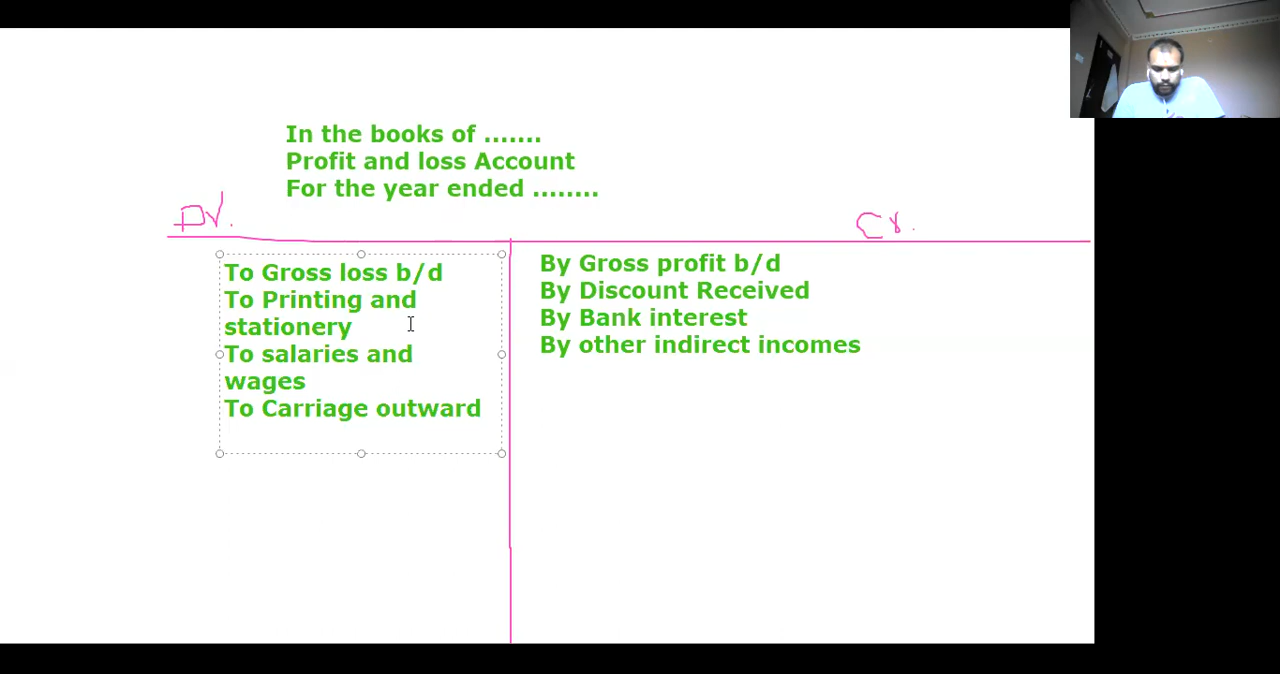 In the books of .......
Profit and loss Account
For the year ended ........
Dr.
Cr.
To Gross loss b/d
To Printing and
stationery
To salaries and
wages
To Carriage outward
By Gross profit b/d
By Discount Received
By Bank interest
By other indirect incomes